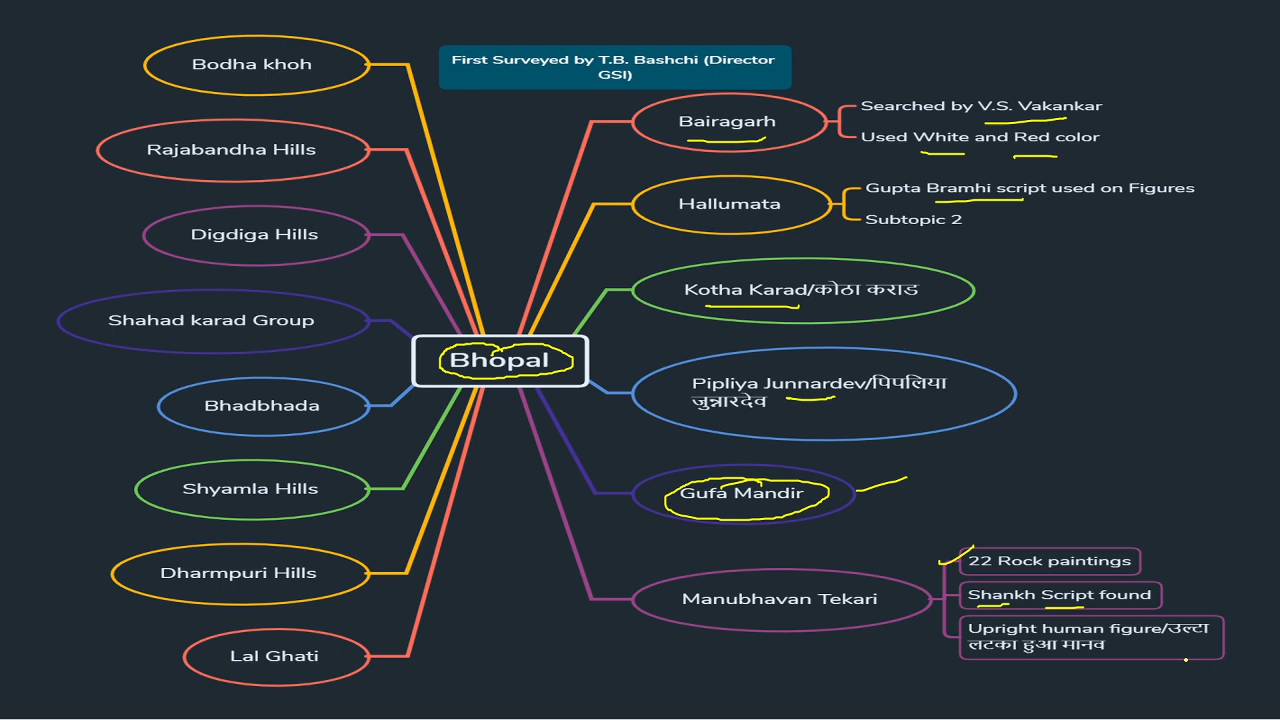 First Surveyed by T.B. Bashchi (Director
GSI)
Bodha khoh
Rajabandha Hills
Digdiga Hills
Shahad karad Group
Bhadbhada
Shyamla Hills
Dharmpuri Hills
Lal Ghati
Bhopal
Bairagarh
Searched by V.S. Vakankar
Used White and Red color
Hallumata
Gupta Bramhi script used on Figures
Subtopic 2
Kotha Karad/कोठा कराड
Pipliya Junnardev/पिपलिया
जुन्नारदेव
Gufa Mandir
Manubhavan Tekari
22 Rock paintings
Shankh Script found
Upright human figure/उल्टा
लटका हुआ मानव